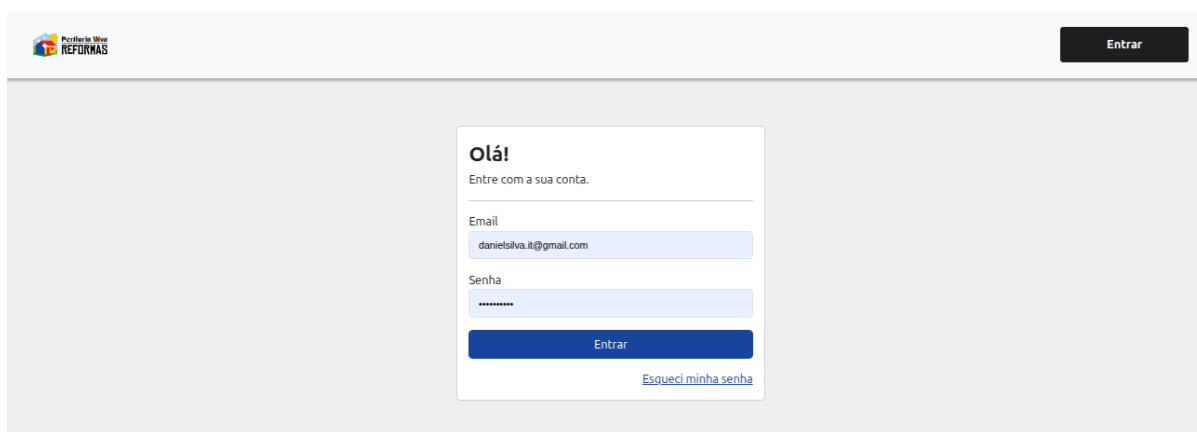 Periferia Viva
REFORMAS
Entrar
Olá!
Entre com a sua conta.
Email
danielsilva.it@gmail.com
Senha
••••••••••
Entrar
Esqueci minha senha